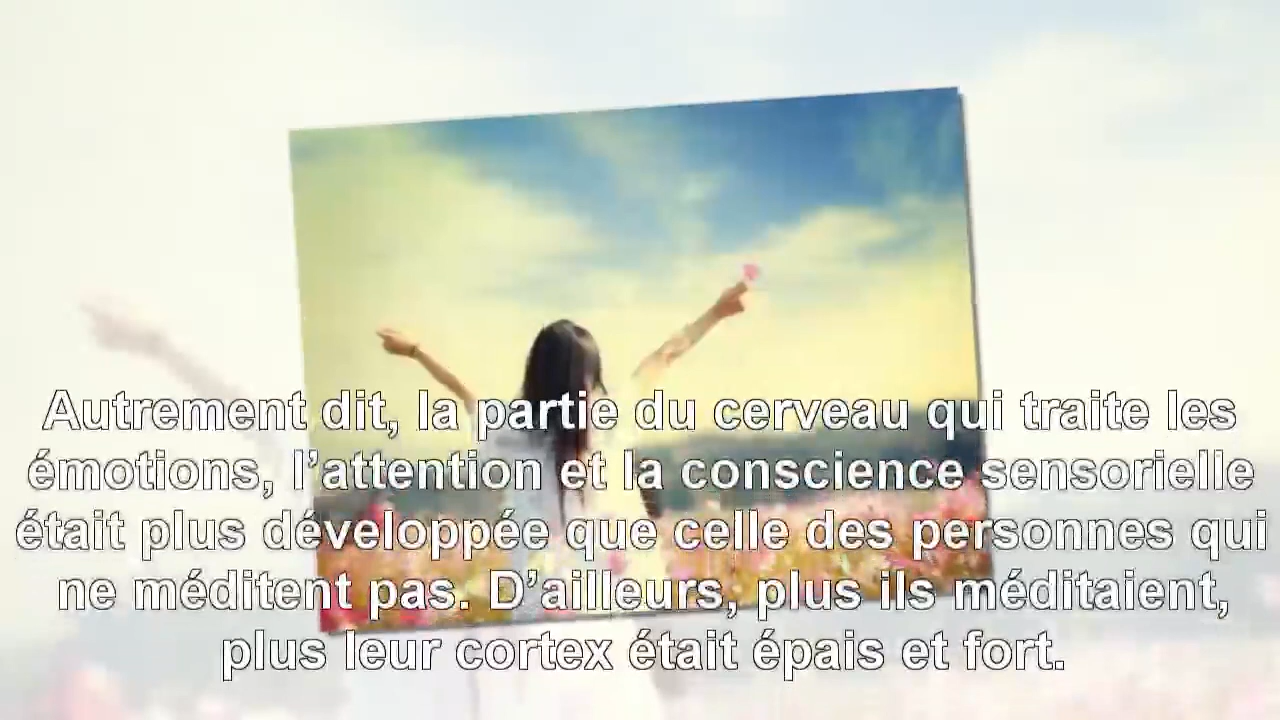 Autrement dit, la partie du cerveau qui traite les
émotions, l’attention et la conscience sensorielle
était plus développée que celle des personnes qui
ne méditent pas. D’ailleurs, plus ils méditaient,
plus leur cortex était épais et fort.